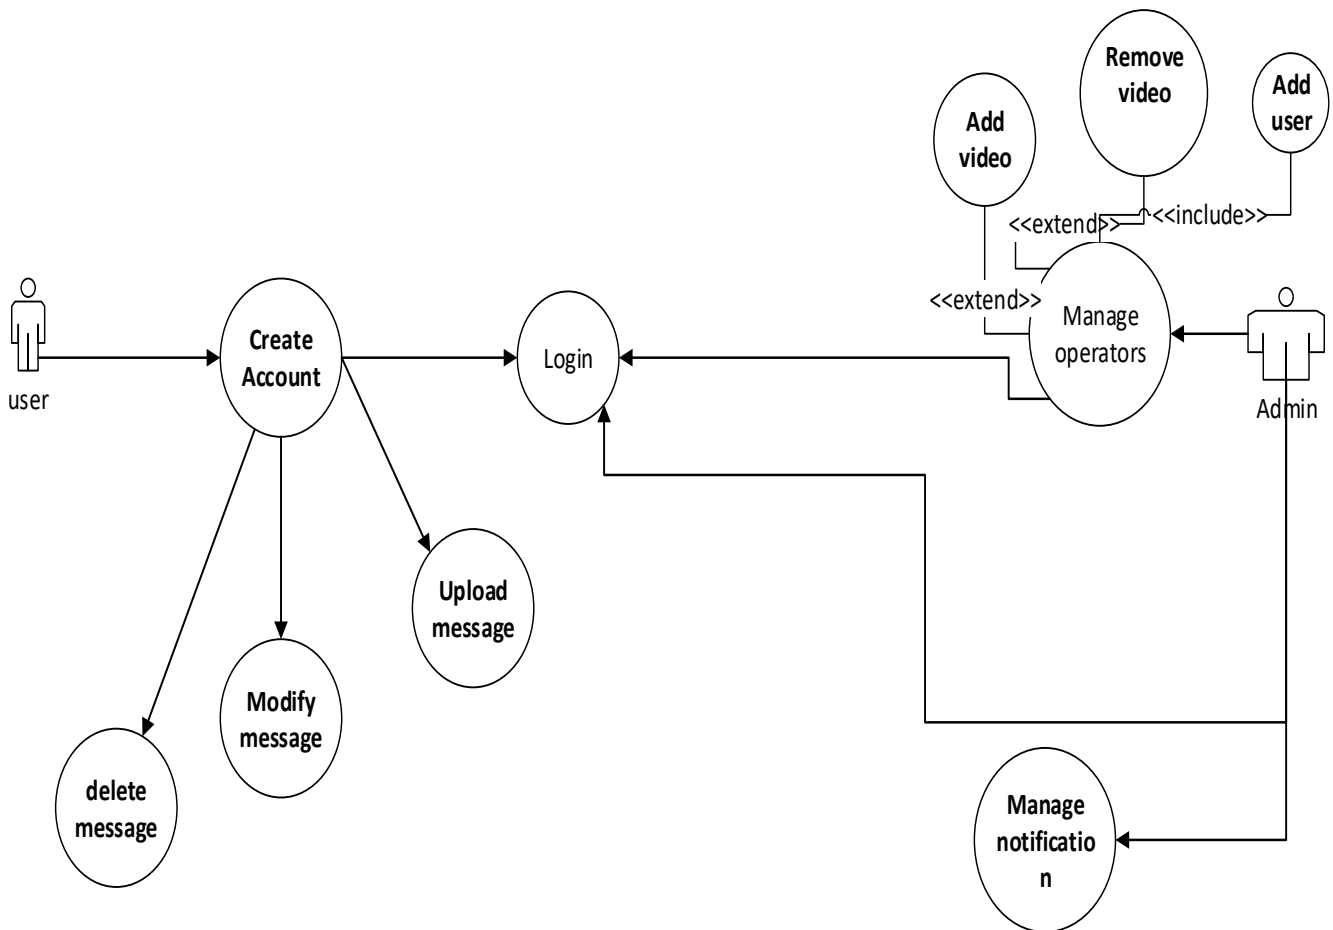 Remove
video
Add
user
Add
video
<<include>>
<<extend>>
<<extend>>
Manage
operators
Create
Account
Login
user
Admin
Upload
message
Modify
message
delete
message
Manage
notificatio
n